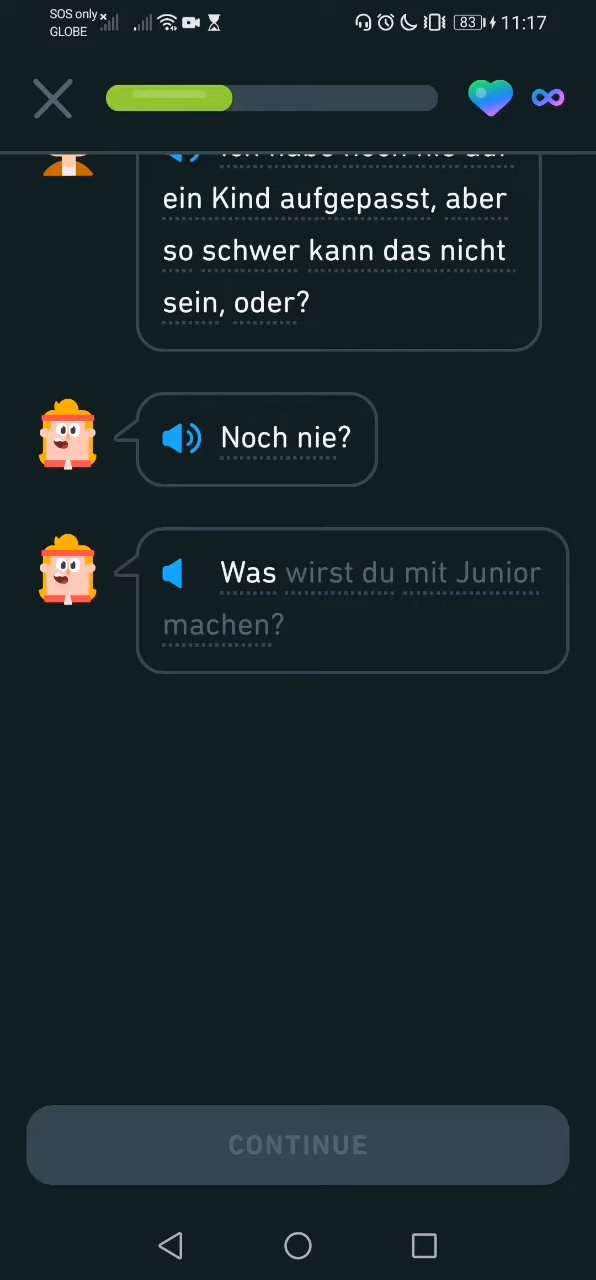 SOS only
GLOBE
83 11:17
ein Kind aufgepasst, aber
so schwer kann das nicht
sein, oder?
Noch nie?
Was wirst du mit Junior
machen?
CONTINUE